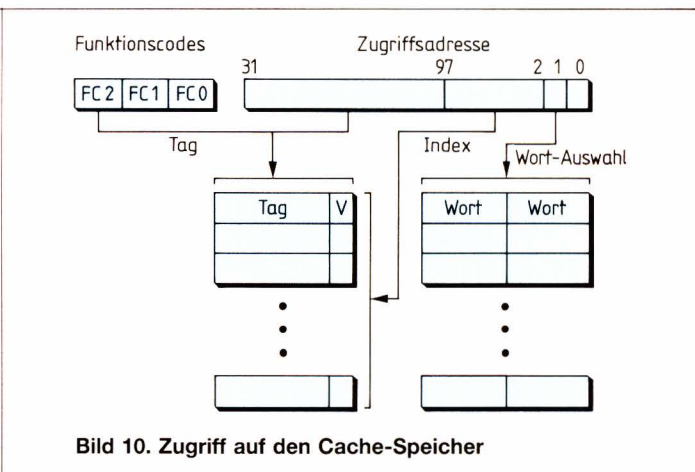 Funktionscodes Zugriffsadresse
31 97 2 1 0
FC2 FC1 FC0
Tag Index Wort-Auswahl
Tag V Wort Wort
Bild 10. Zugriff auf den Cache-Speicher